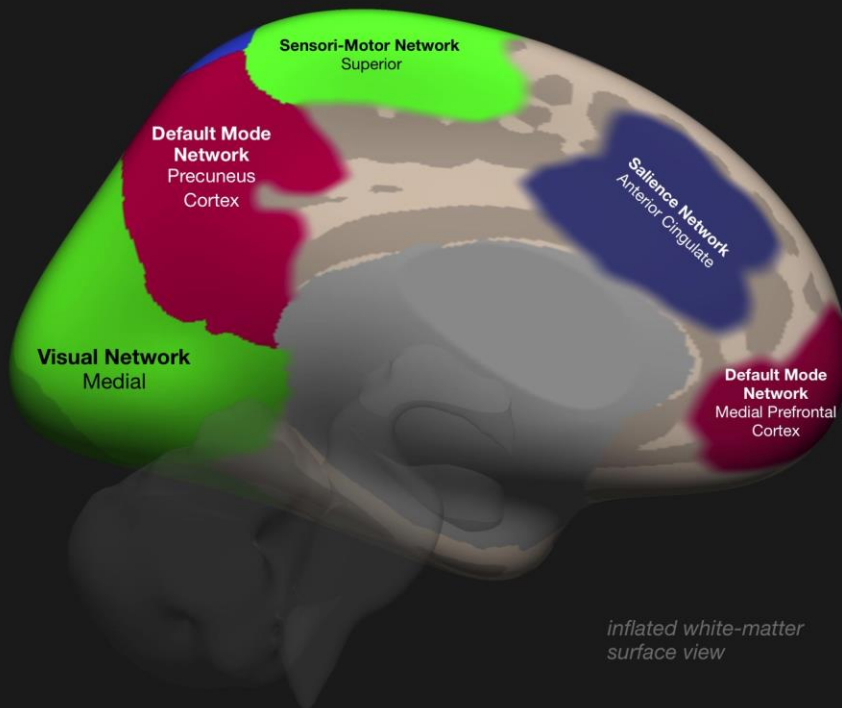 Sensori-Motor Network
Superior
Default Mode
Network
Precuneus
Cortex
Salience Network
Anterior Cingulate
Visual Network
Medial
Default Mode
Network
Medial Prefrontal
Cortex
inflated white-matter
surface view